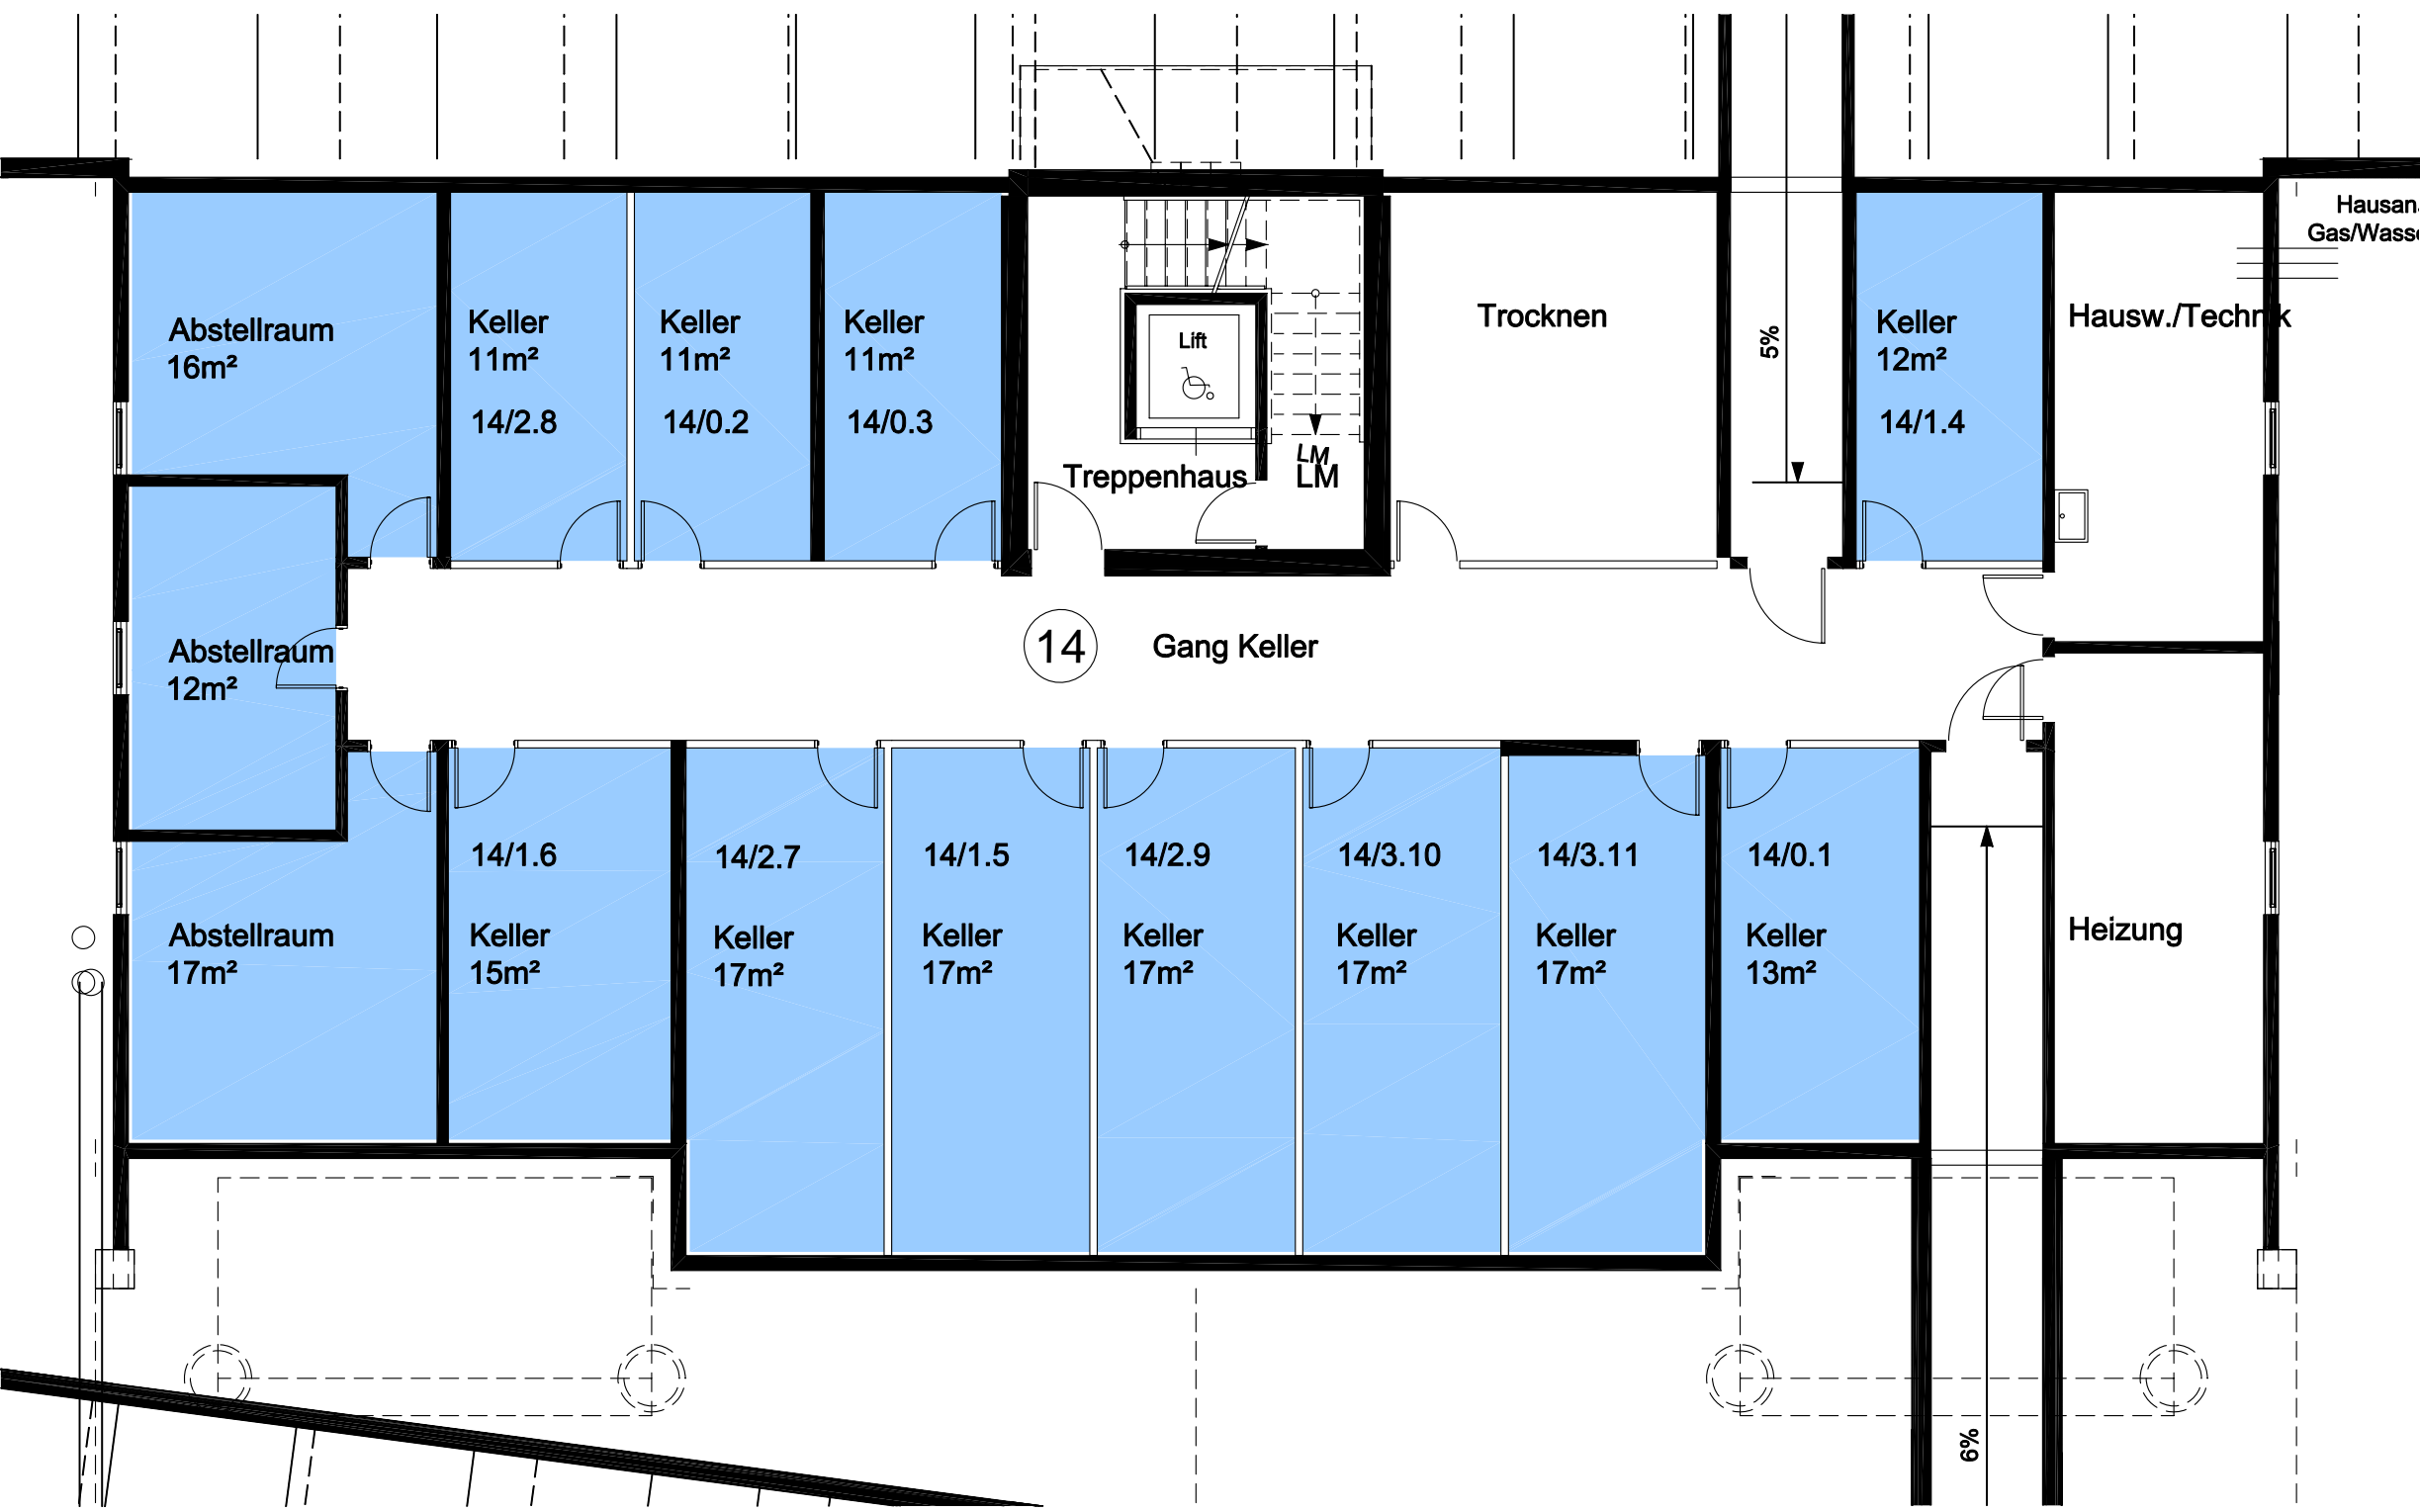 Hausan.
Gas/Wasse
Abstellraum
16m²
Keller
11m²
14/2.8
Keller
11m²
14/0.2
Keller
11m²
14/0.3
Lift
Treppenhaus
LM
LM
Trocknen
5%
Keller
12m²
14/1.4
Hausw./Technik
Abstellraum
12m²
14
Gang Keller
Abstellraum
17m²
14/1.6
Keller
15m²
14/2.7
Keller
17m²
14/1.5
Keller
17m²
14/2.9
Keller
17m²
14/3.10
Keller
17m²
14/3.11
Keller
17m²
14/0.1
Keller
13m²
Heizung
6%